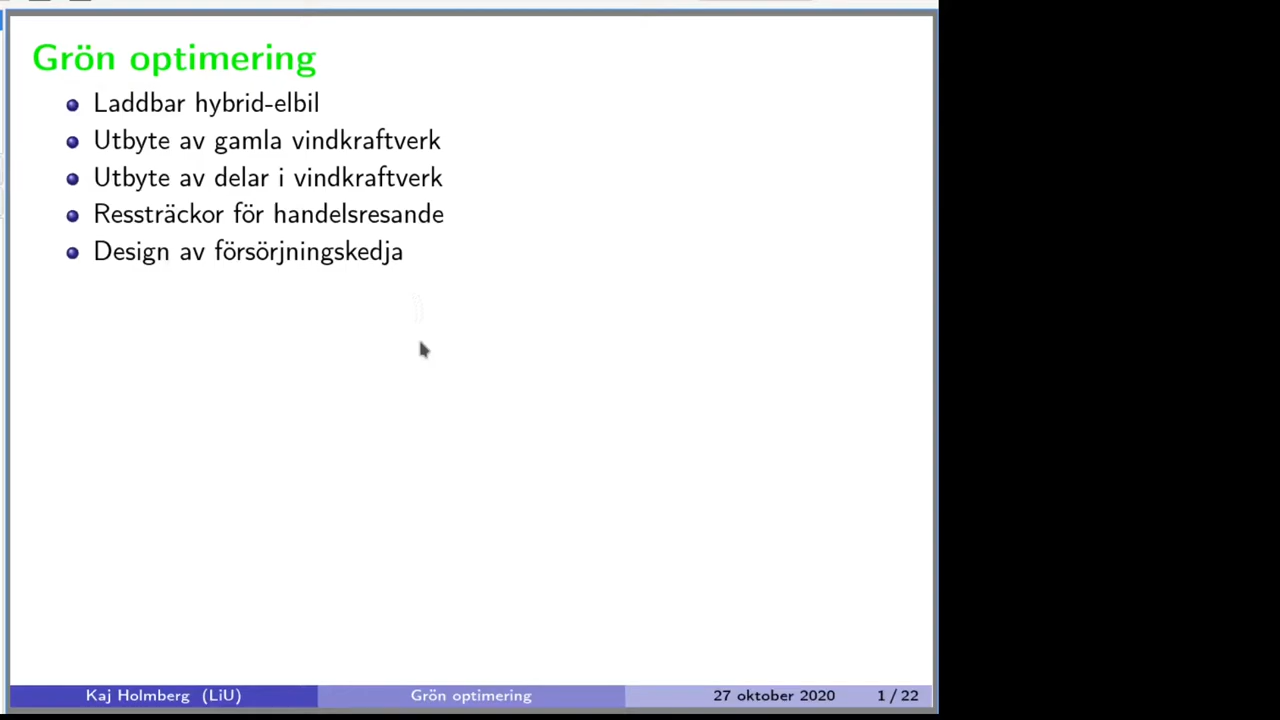 Grön optimering
Laddbar hybrid-elbil
Utbyte av gamla vindkraftverk
Utbyte av delar i vindkraftverk
Ressträckor för handelsresande
Design av försörjningskedja
Kaj Holmberg (LiU) Grön optimering 27 oktober 2020 1 / 22